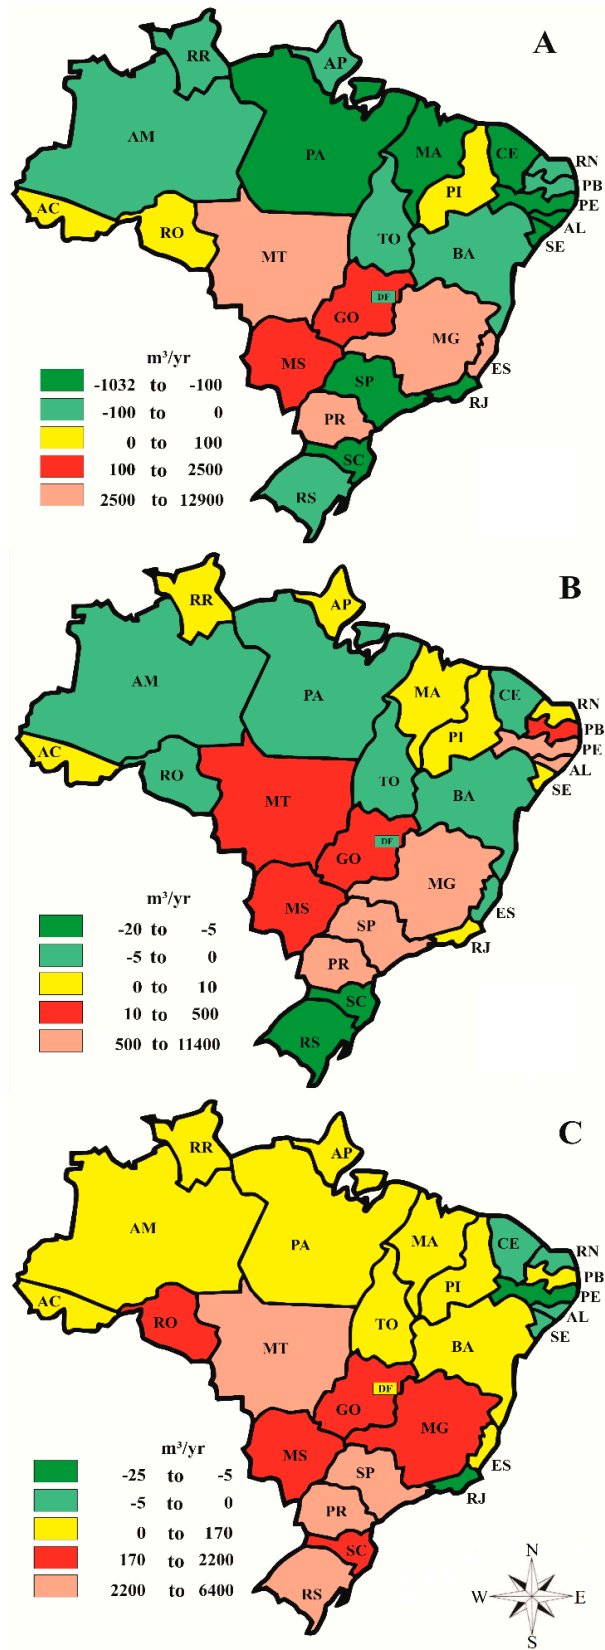 A
RR
AP
AM
PA
MA
CE
RN
PB
PI
PE
AC
AL
RO
TO
SE
BA
MT
DF
GO
MG
MS
ES
SP
RJ
PR
SC
RS
m³/yr
-1032 to -100
-100 to 0
0 to 100
100 to 2500
2500 to 12900
B
RR
AP
AM
PA
MA
CE
RN
PB
PI
PE
AC
AL
RO
TO
SE
BA
MT
DF
GO
MG
MS
ES
SP
RJ
PR
SC
RS
m³/yr
-20 to -5
-5 to 0
0 to 10
10 to 500
500 to 11400
C
RR
AP
AM
PA
MA
CE
RN
PB
PI
PE
AC
AL
RO
TO
SE
BA
MT
DF
GO
MG
MS
ES
SP
RJ
PR
SC
RS
m³/yr
-25 to -5
-5 to 0
0 to 170
170 to 2200
2200 to 6400
N
W E
S